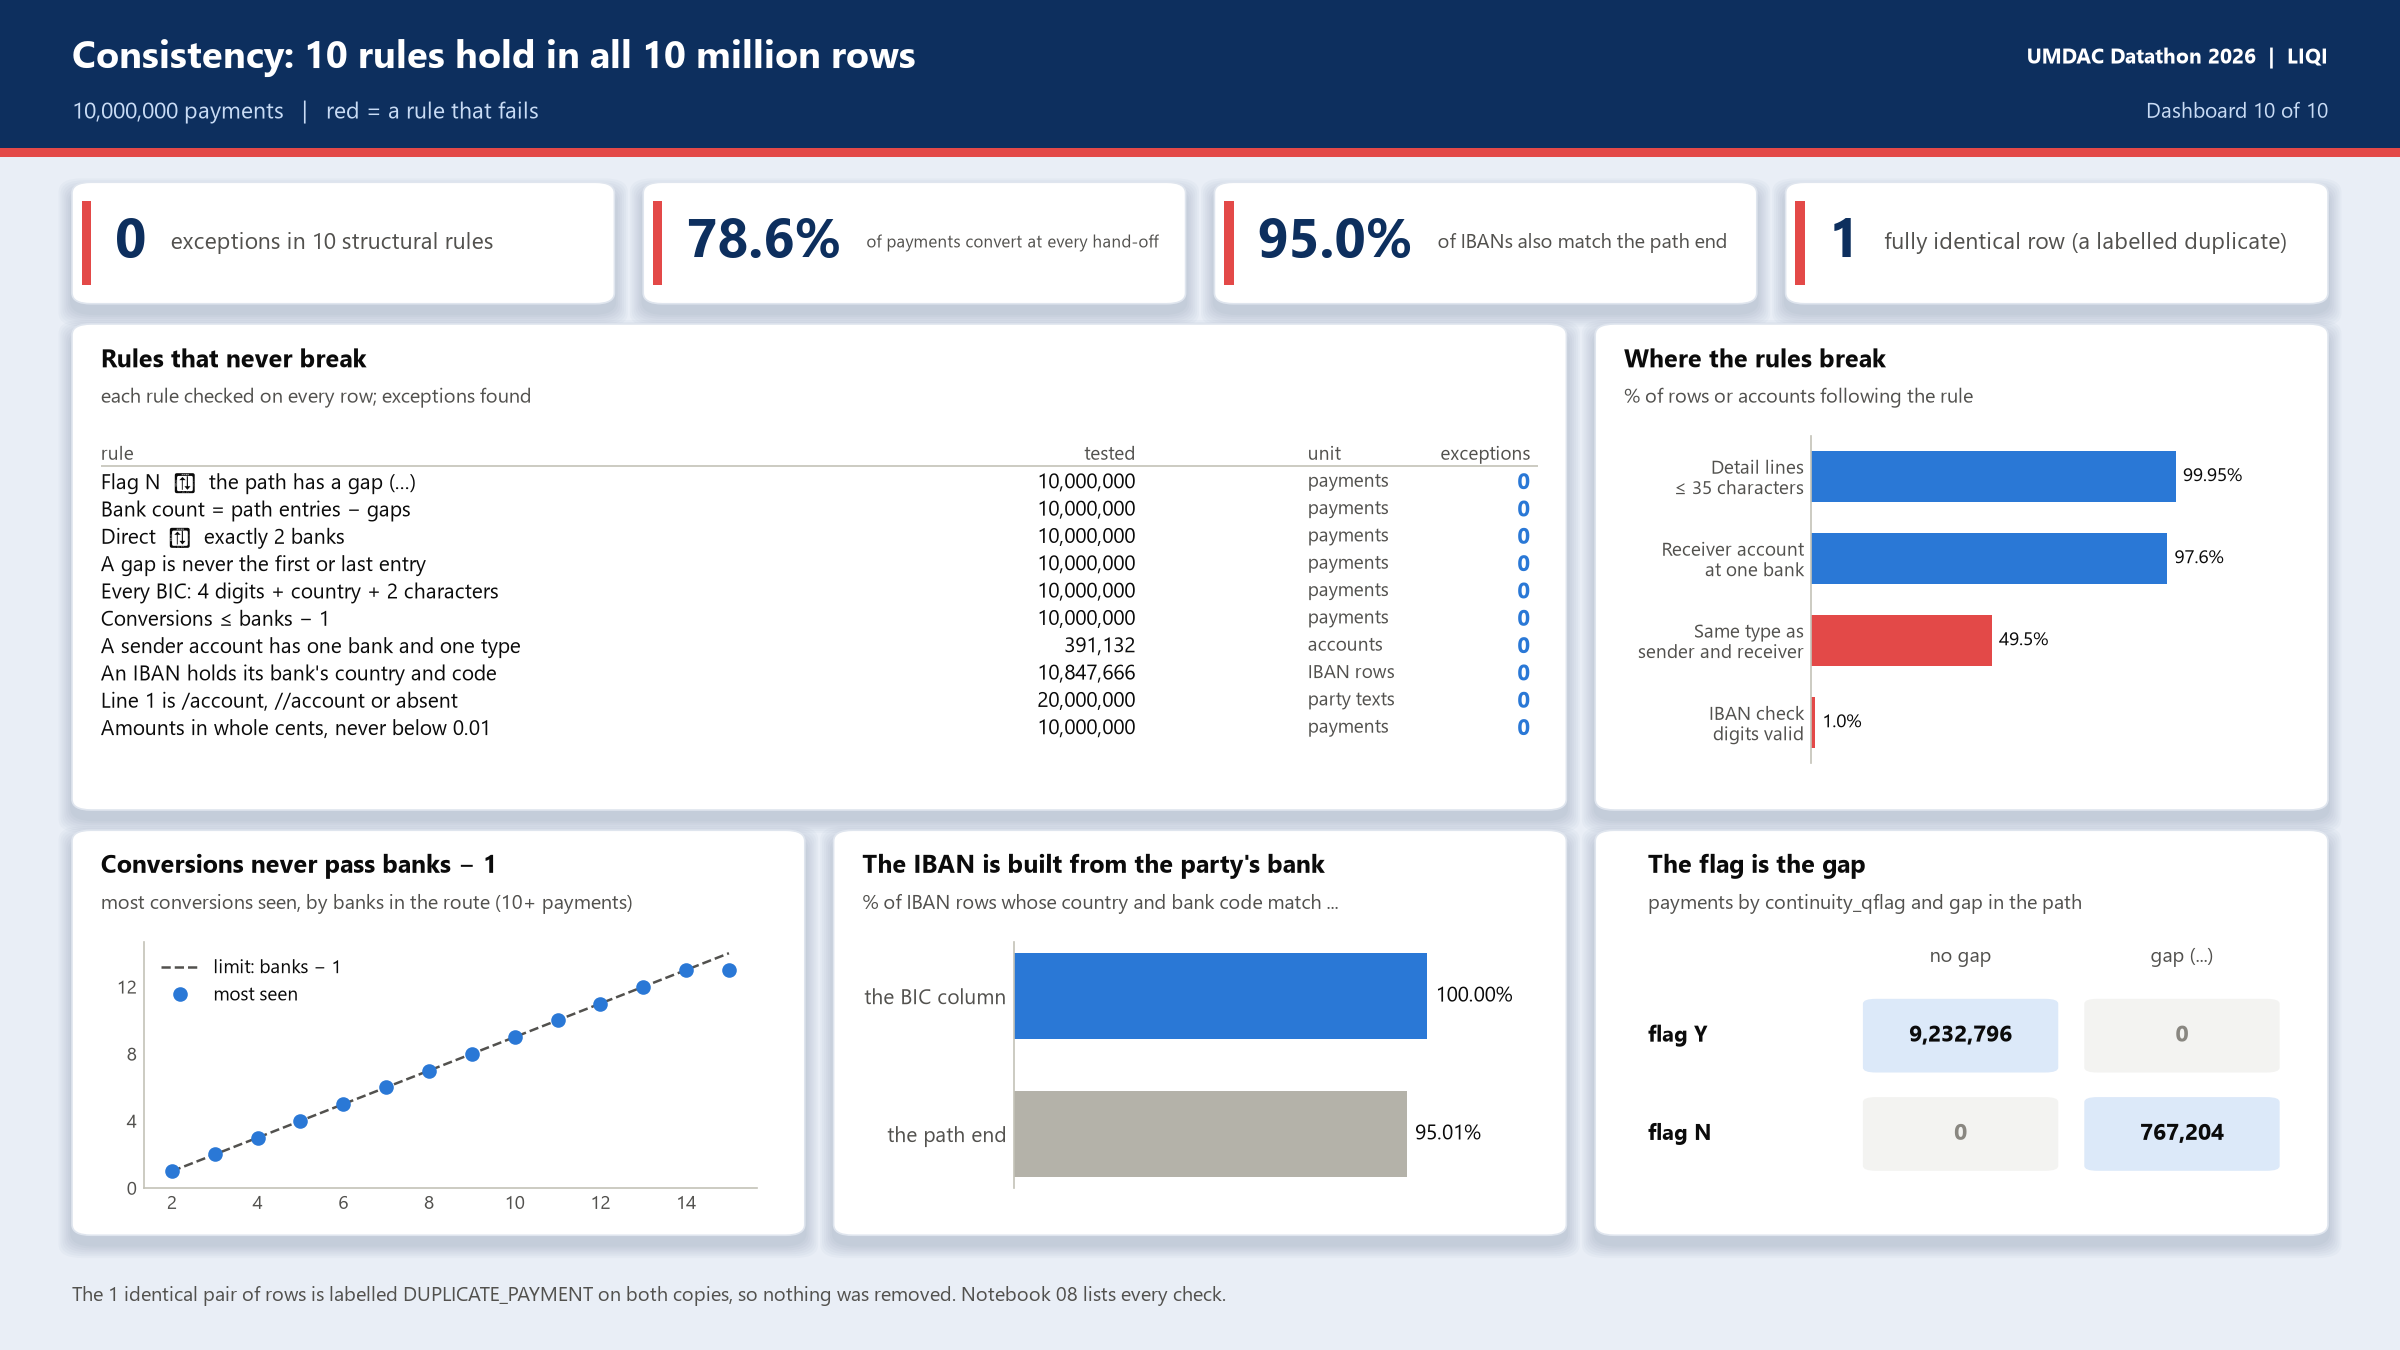 Consistency: 10 rules hold in all 10 million rows
UMDAC Datathon 2026 | LIQI
10,000,000 payments | red = a rule that fails
Dashboard 10 of 10
0 exceptions in 10 structural rules
78.6% of payments convert at every hand-off
95.0% of IBANs also match the path end
1 fully identical row (a labelled duplicate)
Rules that never break
each rule checked on every row; exceptions found
rule tested unit exceptions
Flag N the path has a gap (...) 10,000,000 payments 0
Bank count = path entries − gaps 10,000,000 payments 0
Direct exactly 2 banks 10,000,000 payments 0
A gap is never the first or last entry 10,000,000 payments 0
Every BIC: 4 digits + country + 2 characters 10,000,000 payments 0
Conversions ≤ banks − 1 10,000,000 payments 0
A sender account has one bank and one type 391,132 accounts 0
An IBAN holds its bank's country and code 10,847,666 IBAN rows 0
Line 1 is /account, //account or absent 20,000,000 party texts 0
Amounts in whole cents, never below 0.01 10,000,000 payments 0
Where the rules break
% of rows or accounts following the rule
Detail lines
≤ 35 characters
99.95%
Receiver account
at one bank
97.6%
Same type as
sender and receiver
49.5%
IBAN check
digits valid
1.0%
Conversions never pass banks − 1
most conversions seen, by banks in the route (10+ payments)
limit: banks − 1
most seen
12
8
4
0
2 4 6 8 10 12 14
The IBAN is built from the party's bank
% of IBAN rows whose country and bank code match ...
the BIC column 100.00%
the path end 95.01%
The flag is the gap
payments by continuity_qflag and gap in the path
no gap gap (...)
flag Y 9,232,796 0
flag N 0 767,204
The 1 identical pair of rows is labelled DUPLICATE_PAYMENT on both copies, so nothing was removed. Notebook 08 lists every check.